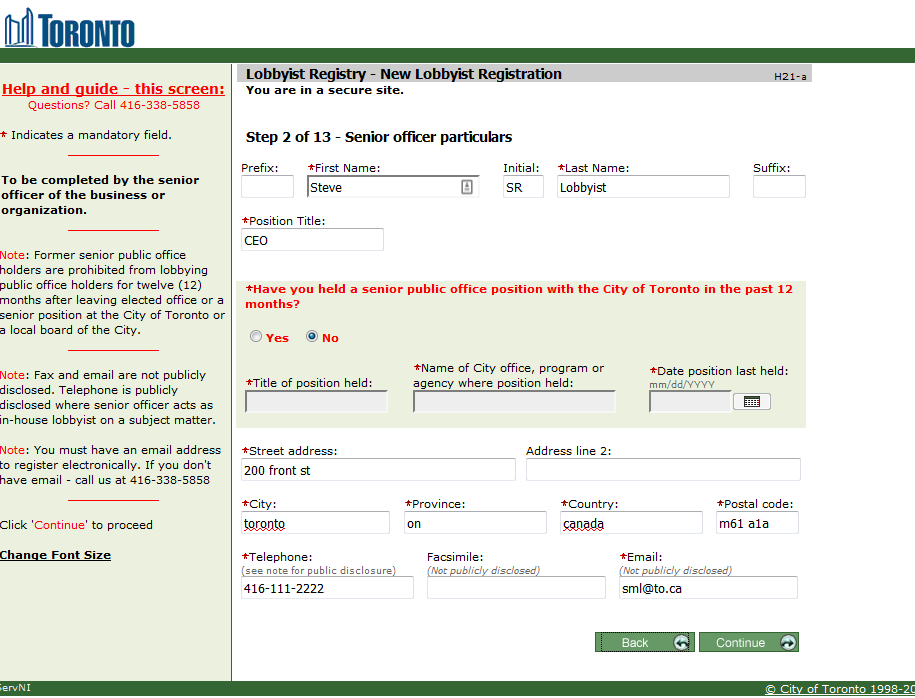 TORONTO
Lobbyist Registry - New Lobbyist Registration
H21-a
You are in a secure site.
Help and guide - this screen:
Questions? Call 416-338-5858
* Indicates a mandatory field.
To be completed by the senior
officer of the business or
organization.
Note: Former senior public office
holders are prohibited from lobbying
public office holders for twelve (12)
months after leaving elected office or a
senior position at the City of Toronto or
a local board of the City.
Note: Fax and email are not publicly
disclosed. Telephone is publicly
disclosed where senior officer acts as
in-house lobbyist on a subject matter.
Note: You must have an email address
to register electronically. If you don't
have email - call us at 416-338-5858
Click 'Continue' to proceed
Change Font Size
Step 2 of 13 - Senior officer particulars
Prefix: *First Name: Initial: *Last Name: Suffix:
Steve SR Lobbyist
*Position Title:
CEO
*Have you held a senior public office position with the City of Toronto in the past 12
months?
Yes No
*Title of position held:
*Name of City office, program or
agency where position held:
*Date position last held:
mm/dd/YYYY
*Street address: Address line 2:
200 front st
*City: *Province: *Country: *Postal code:
toronto on canada m61 a1a
*Telephone: Facsimile: *Email:
(see note for public disclosure) (Not publicly disclosed) (Not publicly disclosed)
416-111-2222 sml@to.ca
Back Continue
ServNI
© City of Toronto 1998-20